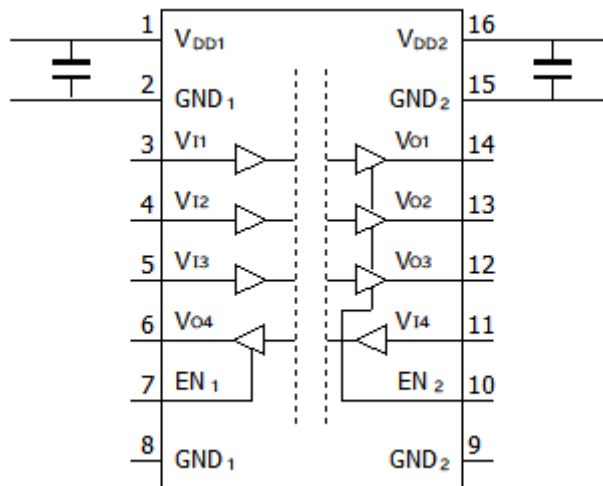 1 VDD1 VDD2 16
2 GND1 GND2 15
3 VI1 VO1 14
4 VI2 VO2 13
5 VI3 VO3 12
6 VO4 VI4 11
7 EN1 EN2 10
8 GND1 GND2 9